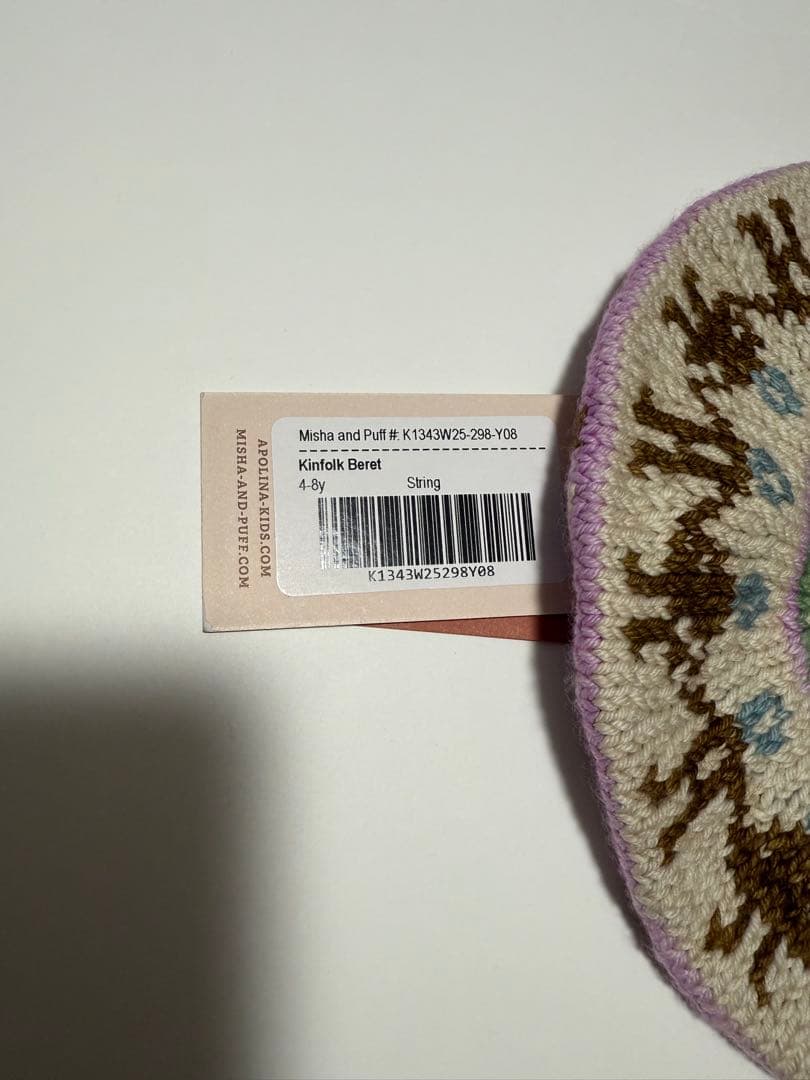 APOLINA-KIDS.COM
MISHA-AND-PUFF.COM
Misha and Puff #: K1343W25-298-Y08
Kinfolk Beret
4-8y String
K1343W25298Y08